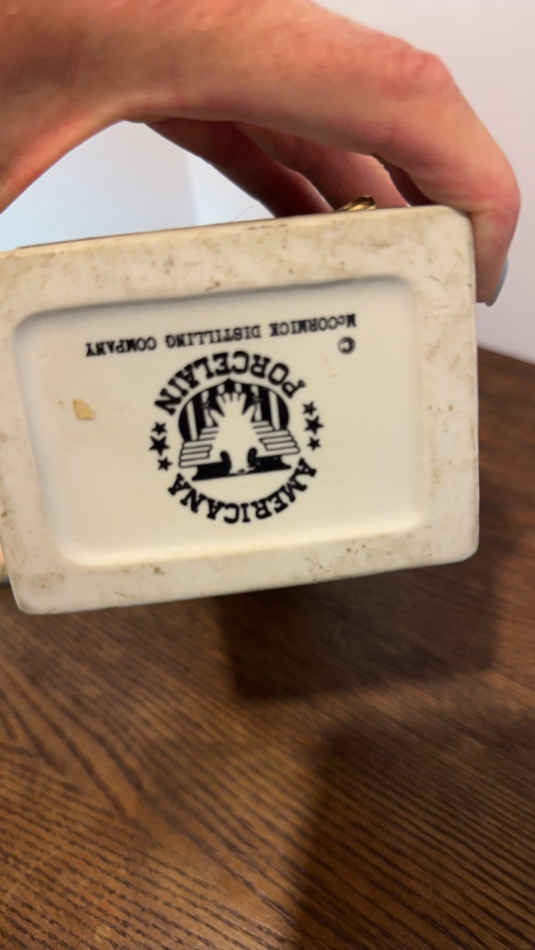 AMERICANA
PORCELAIN
©
McCORMICK DISTILLING COMPANY